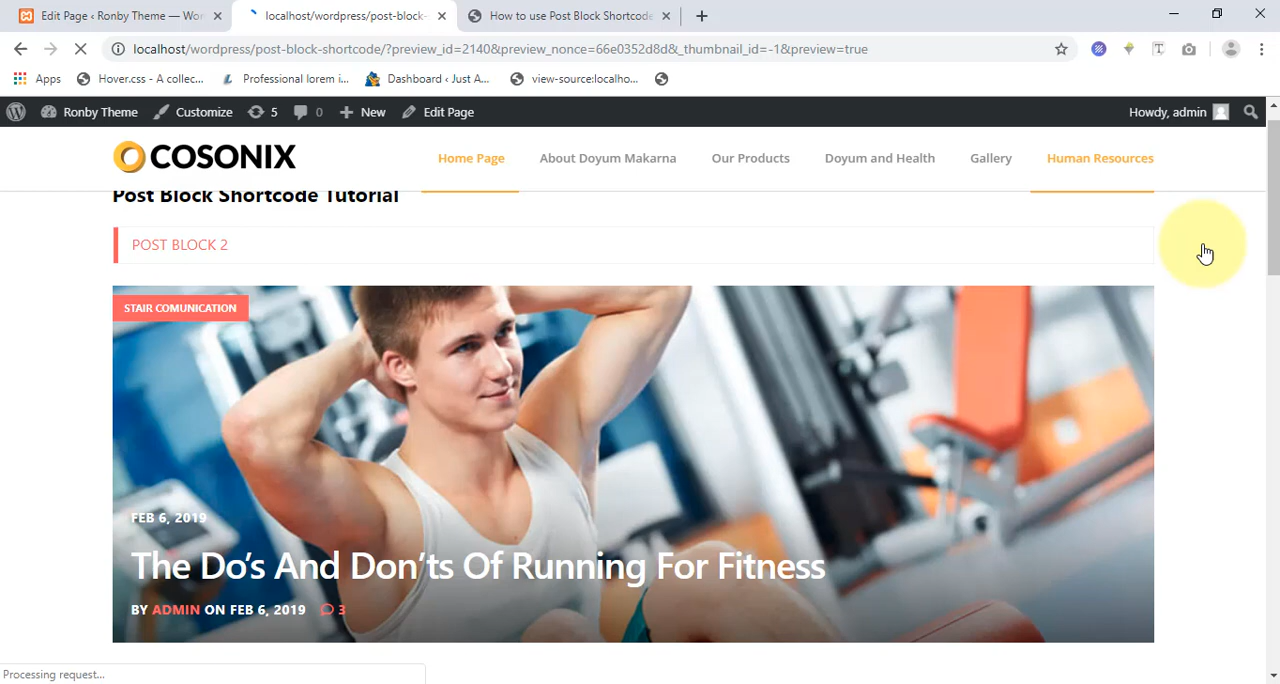 Edit Page ‹ Ronby Theme — Wor
localhost/wordpress/post-block-
How to use Post Block Shortcode
localhost/wordpress/post-block-shortcode/?preview_id=2140&preview_nonce=66e0352d8d&_thumbnail_id=-1&preview=true
Apps
Hover.css - A collec...
Professional lorem i...
Dashboard ‹ Just A...
view-source:localho...
Ronby Theme
Customize
5
0
New
Edit Page
Howdy, admin
COSONIX
Home Page
About Doyum Makarna
Our Products
Doyum and Health
Gallery
Human Resources
Post Block Shortcode Tutorial
POST BLOCK 2
STAIR COMUNICATION
FEB 6, 2019
The Do's And Don'ts Of Running For Fitness
BY ADMIN ON FEB 6, 2019 3
Processing request...